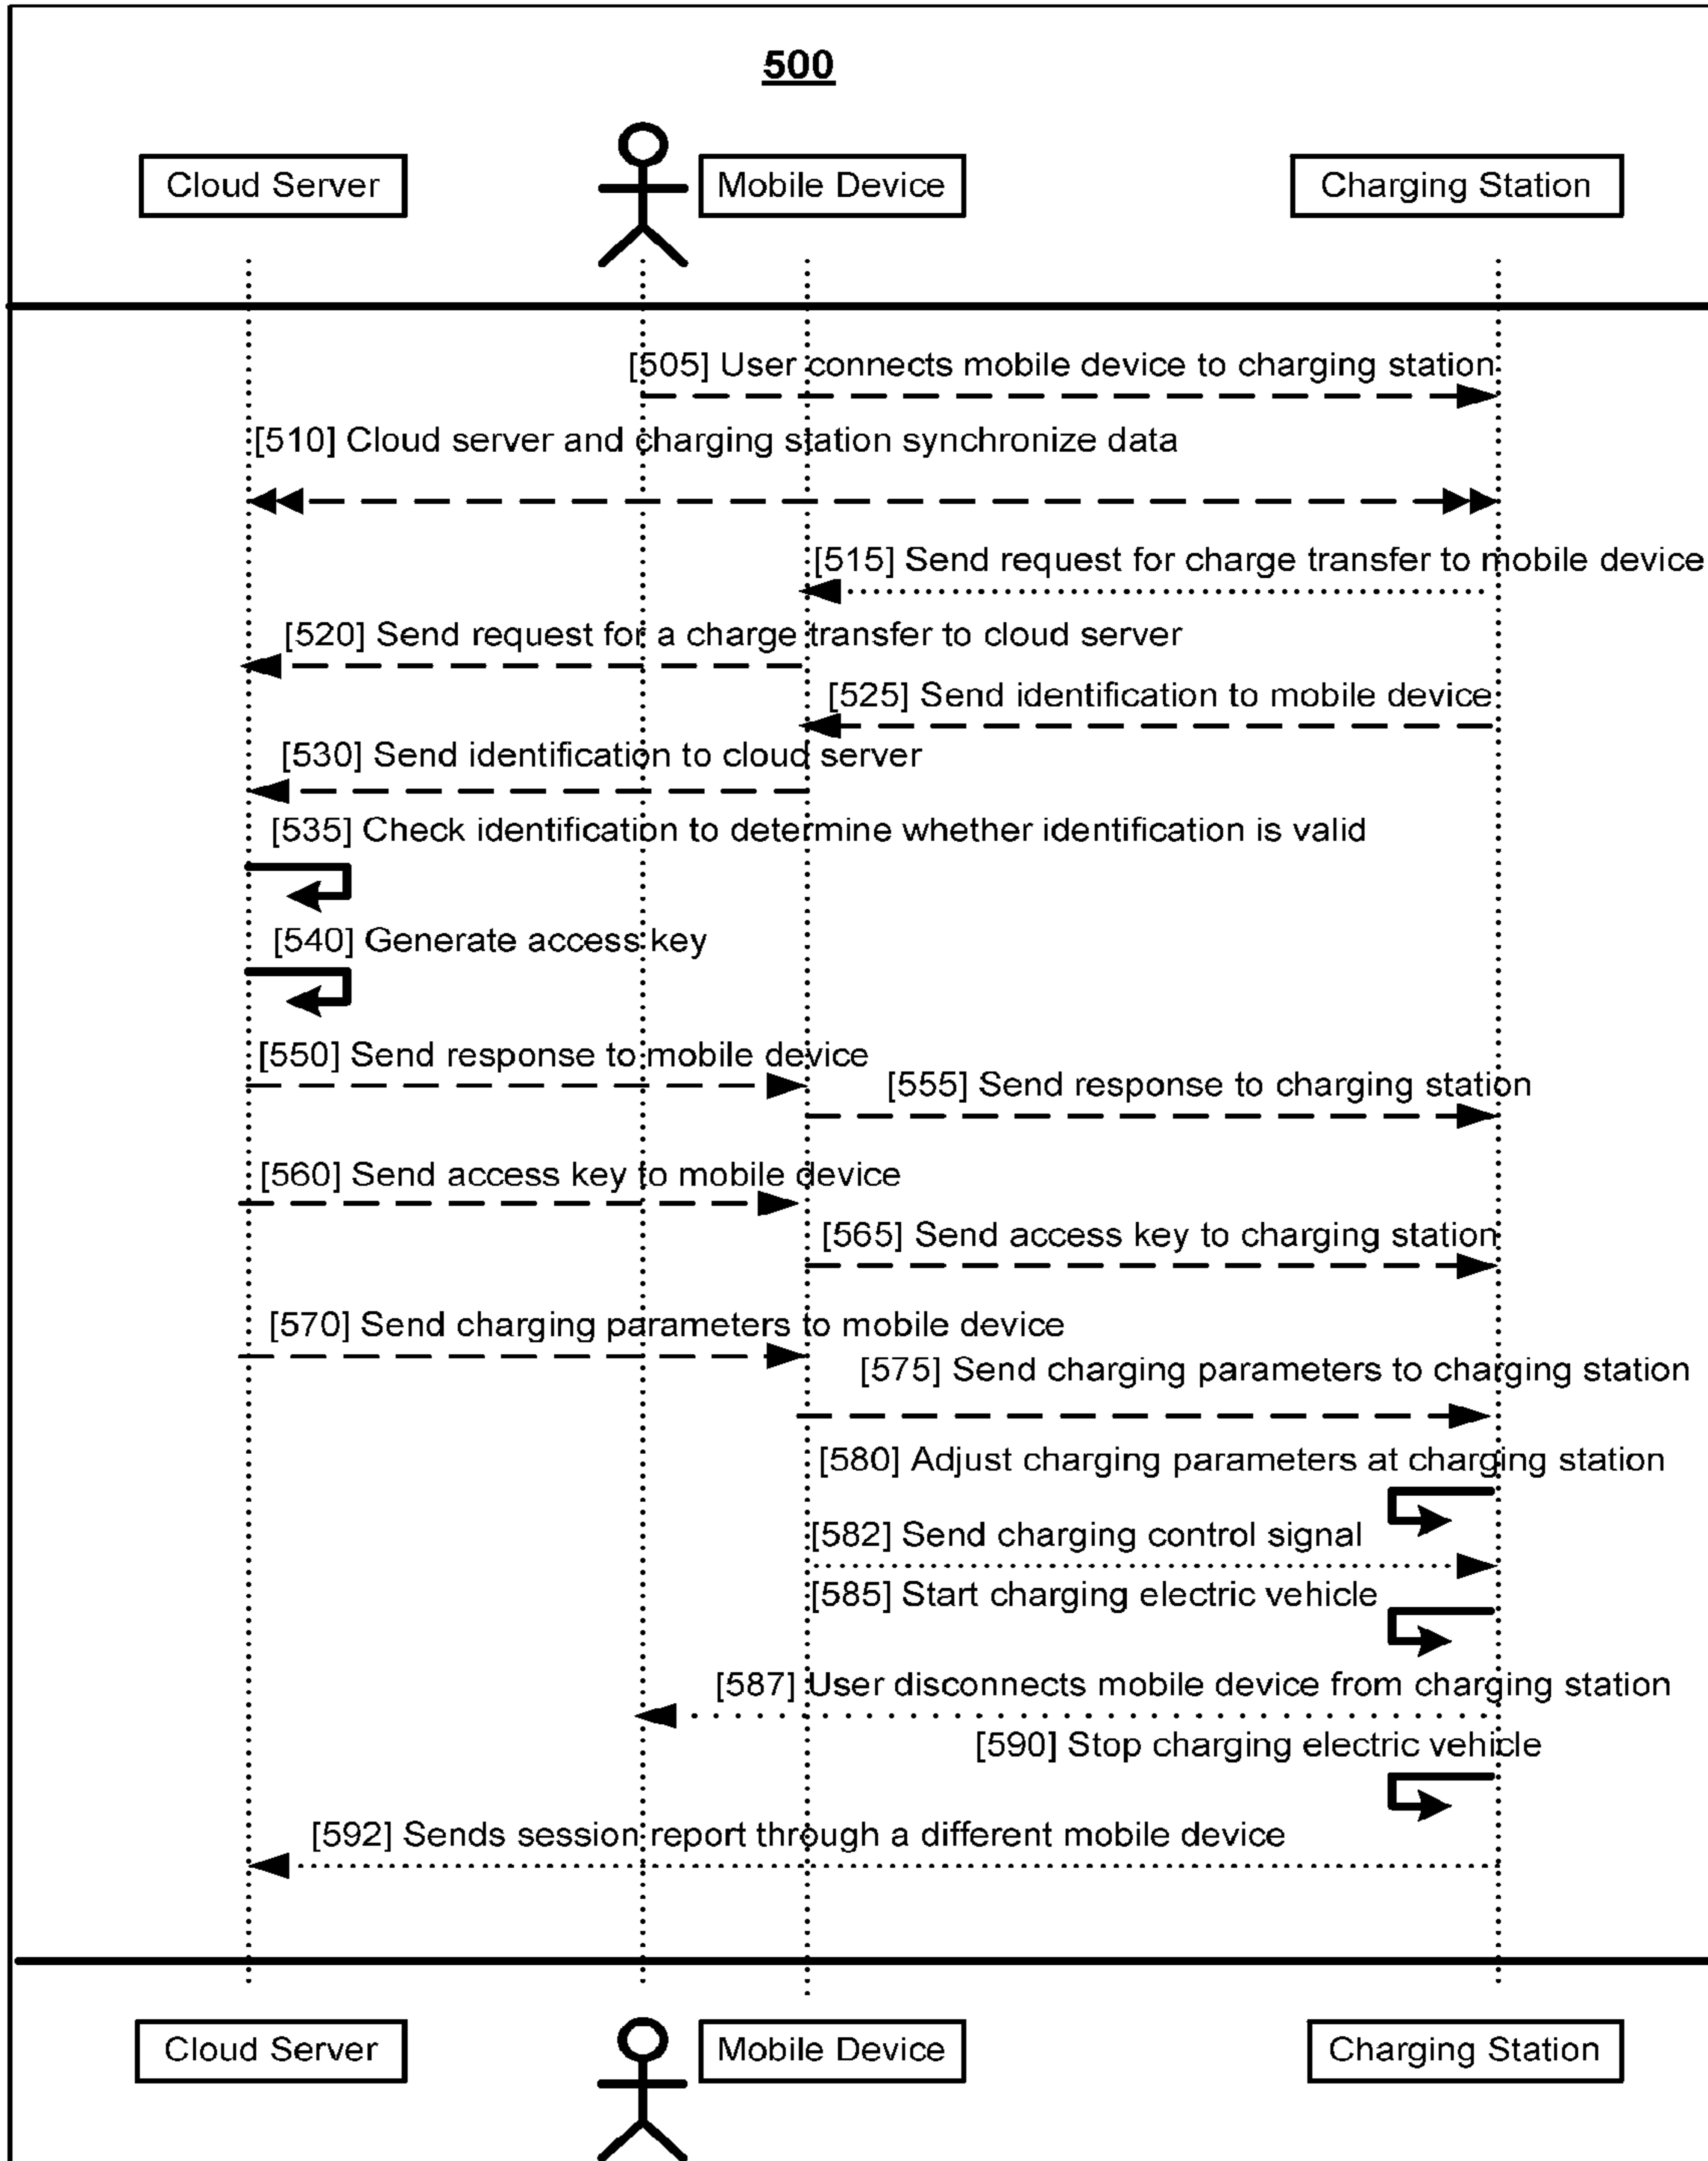 500
Cloud Server
Mobile Device
Charging Station
[505] User connects mobile device to charging station
[510] Cloud server and charging station synchronize data
[515] Send request for charge transfer to mobile device
[520] Send request for a charge transfer to cloud server
[525] Send identification to mobile device
[530] Send identification to cloud server
[535] Check identification to determine whether identification is valid
[540] Generate access key
[550] Send response to mobile device
[555] Send response to charging station
[560] Send access key to mobile device
[565] Send access key to charging station
[570] Send charging parameters to mobile device
[575] Send charging parameters to charging station
[580] Adjust charging parameters at charging station
[582] Send charging control signal
[585] Start charging electric vehicle
[587] User disconnects mobile device from charging station
[590] Stop charging electric vehicle
[592] Sends session report through a different mobile device
Cloud Server
Mobile Device
Charging Station